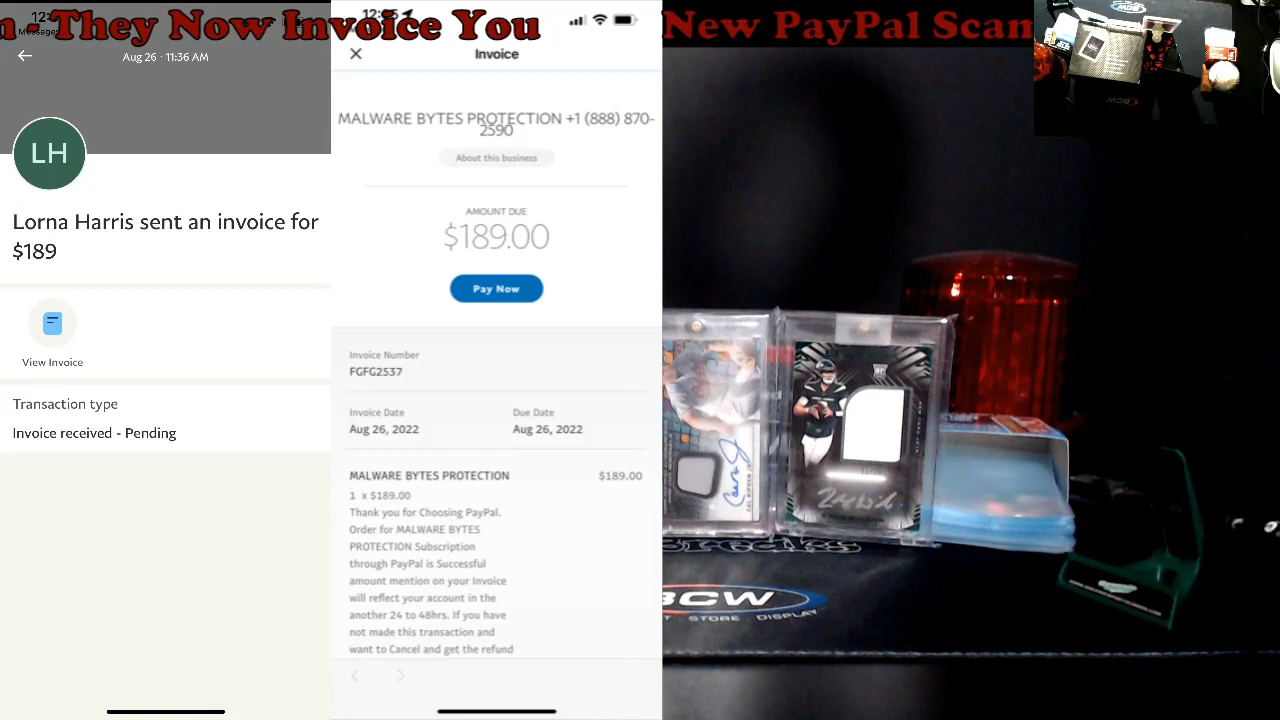 m - They Now Invoice You
New PayPal Scam
Aug 26 · 11:36 AM
LH
Lorna Harris sent an invoice for
$189
View Invoice
Transaction type
Invoice received - Pending
Invoice
MALWARE BYTES PROTECTION +1 (888) 870-
2590
About this business
AMOUNT DUE
$189.00
Pay Now
Invoice Number
FGFG2537
Invoice Date
Due Date
Aug 26, 2022
Aug 26, 2022
MALWARE BYTES PROTECTION
$189.00
1 x $189.00
Thank you for Choosing PayPal.
Order for MALWARE BYTES
PROTECTION Subscription
through PayPal is Successful
amount mention on your Invoice
will reflect your account in the
another 24 to 48hrs. If you have
not made this transaction and
want to Cancel and get the refund
RC
BCW
STORE DISPLAY
BCW